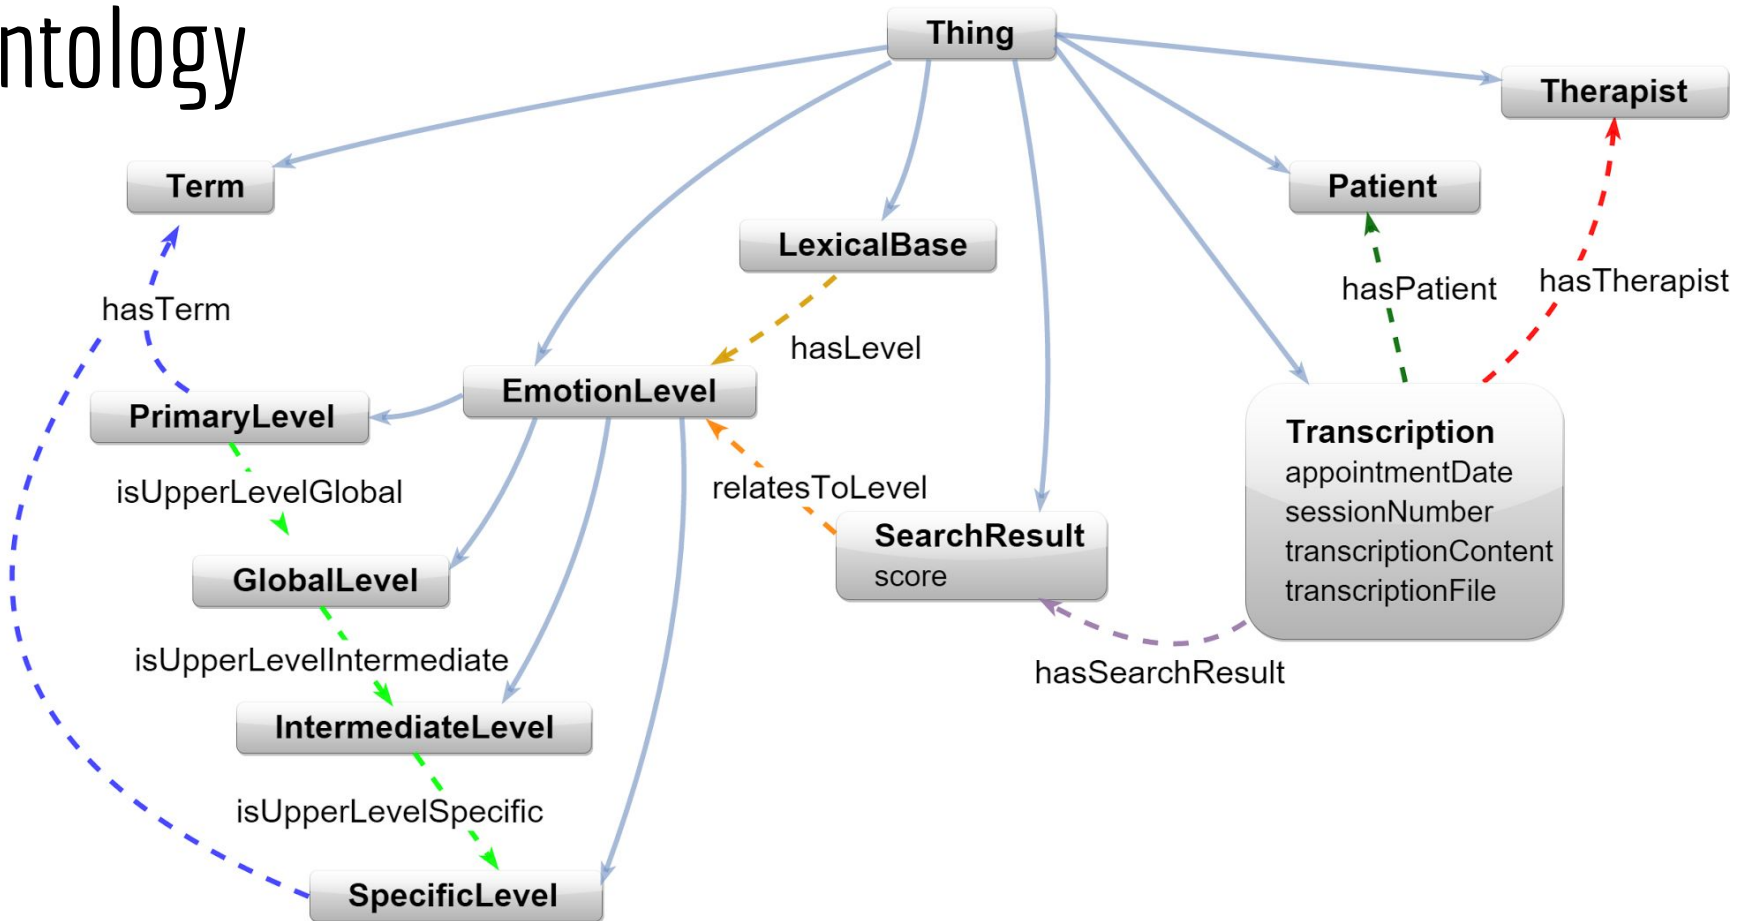 ntology
Thing
Therapist
Term
Patient
LexicalBase
hasTerm
hasPatient
hasTherapist
hasLevel
EmotionLevel
PrimaryLevel
Transcription
appointmentDate
sessionNumber
transcriptionContent
transcriptionFile
isUpperLevelGlobal
relatesToLevel
SearchResult
score
GlobalLevel
isUpperLevelIntermediate
hasSearchResult
IntermediateLevel
isUpperLevelSpecific
SpecificLevel